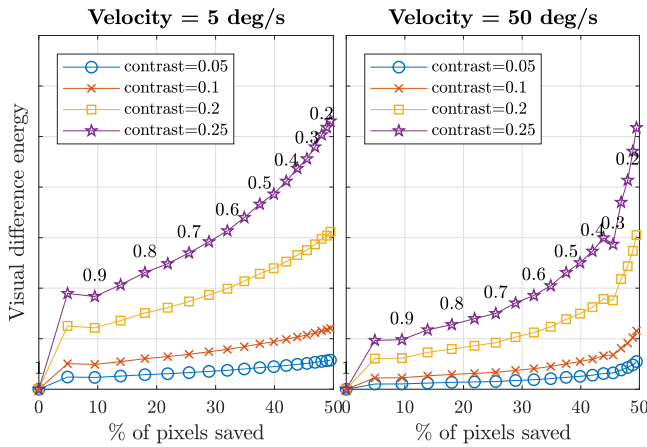 Velocity = 5 deg/s
Velocity = 50 deg/s
Visual difference energy
contrast=0.05
contrast=0.1
contrast=0.2
contrast=0.25
contrast=0.05
contrast=0.1
contrast=0.2
contrast=0.25
0.9
0.8
0.7
0.6
0.5
0.4
0.3
0.2
0.9
0.8
0.7
0.6
0.5
0.4
0.3
0.2
0 10 20 30 40 50
0 10 20 30 40 50
% of pixels saved
% of pixels saved